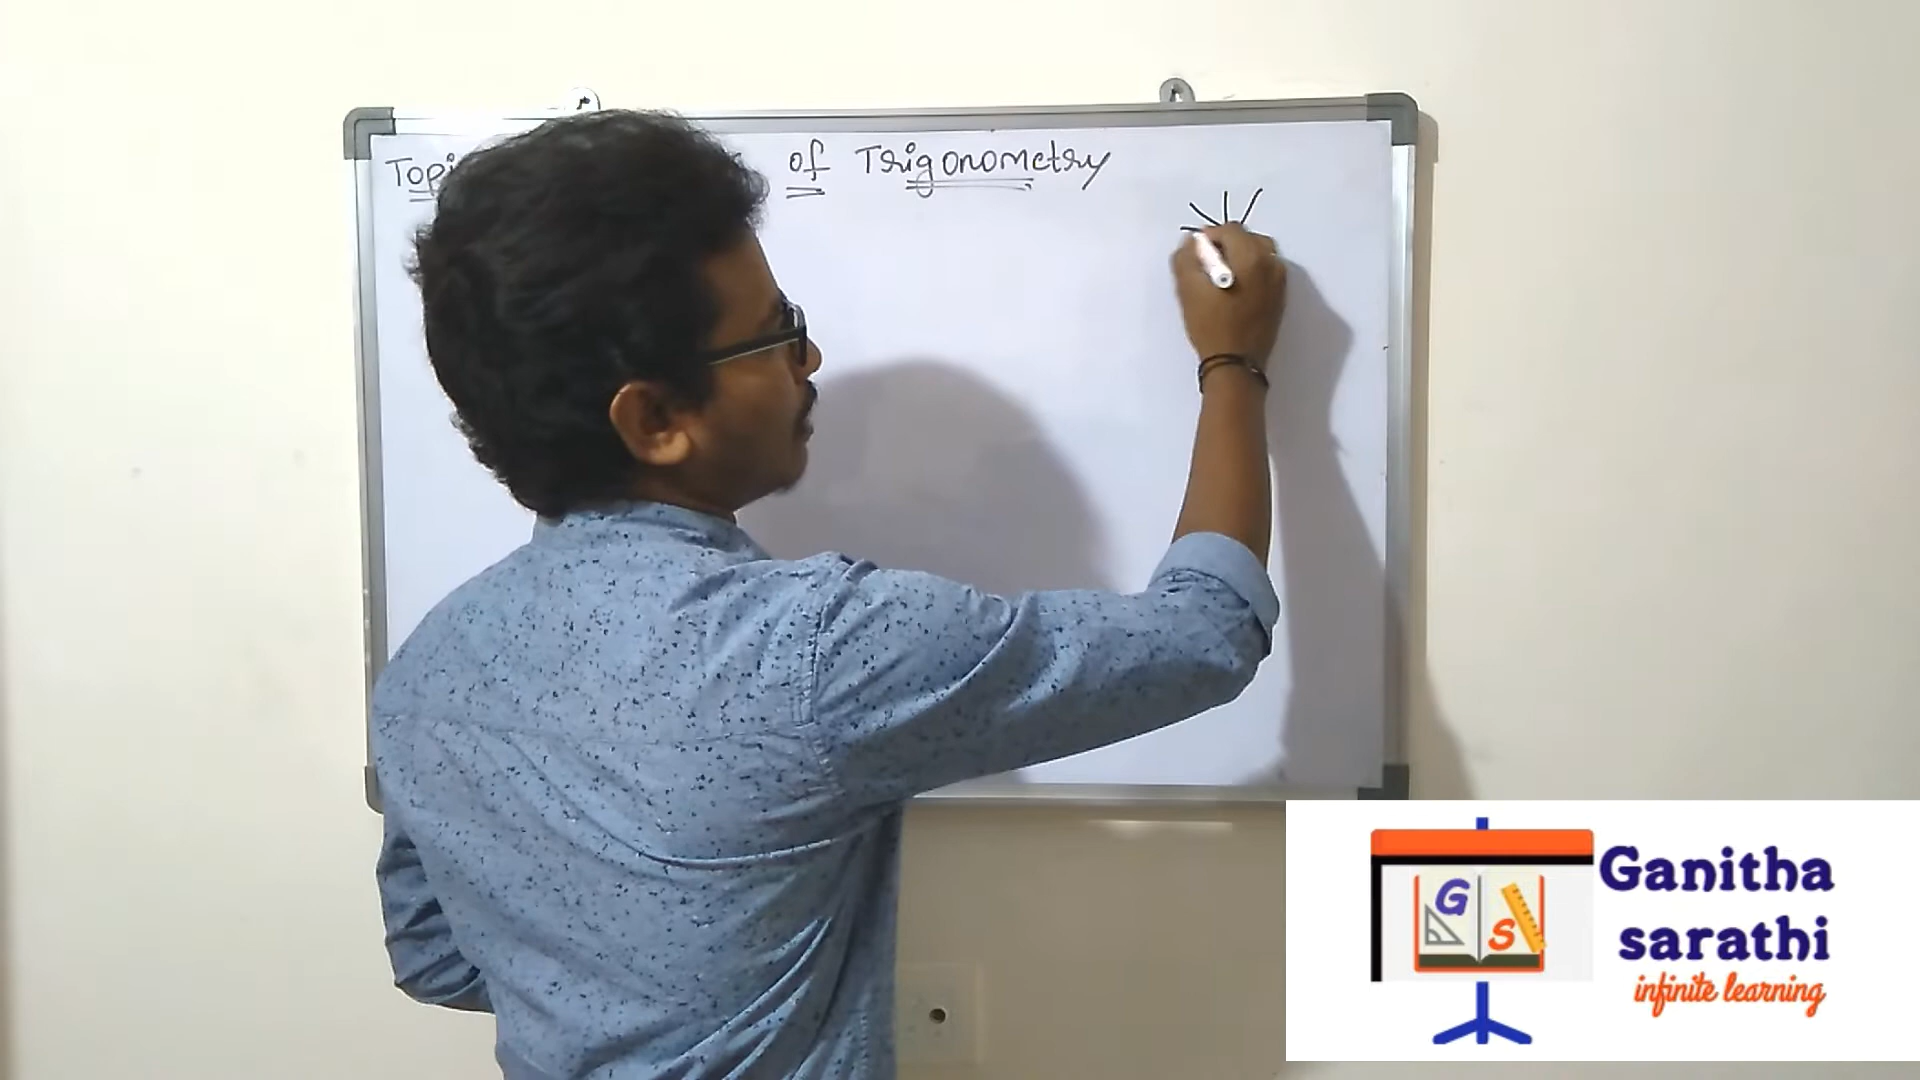 Topi of Trigonometry
G S
Ganitha
sarathi
infinite learning